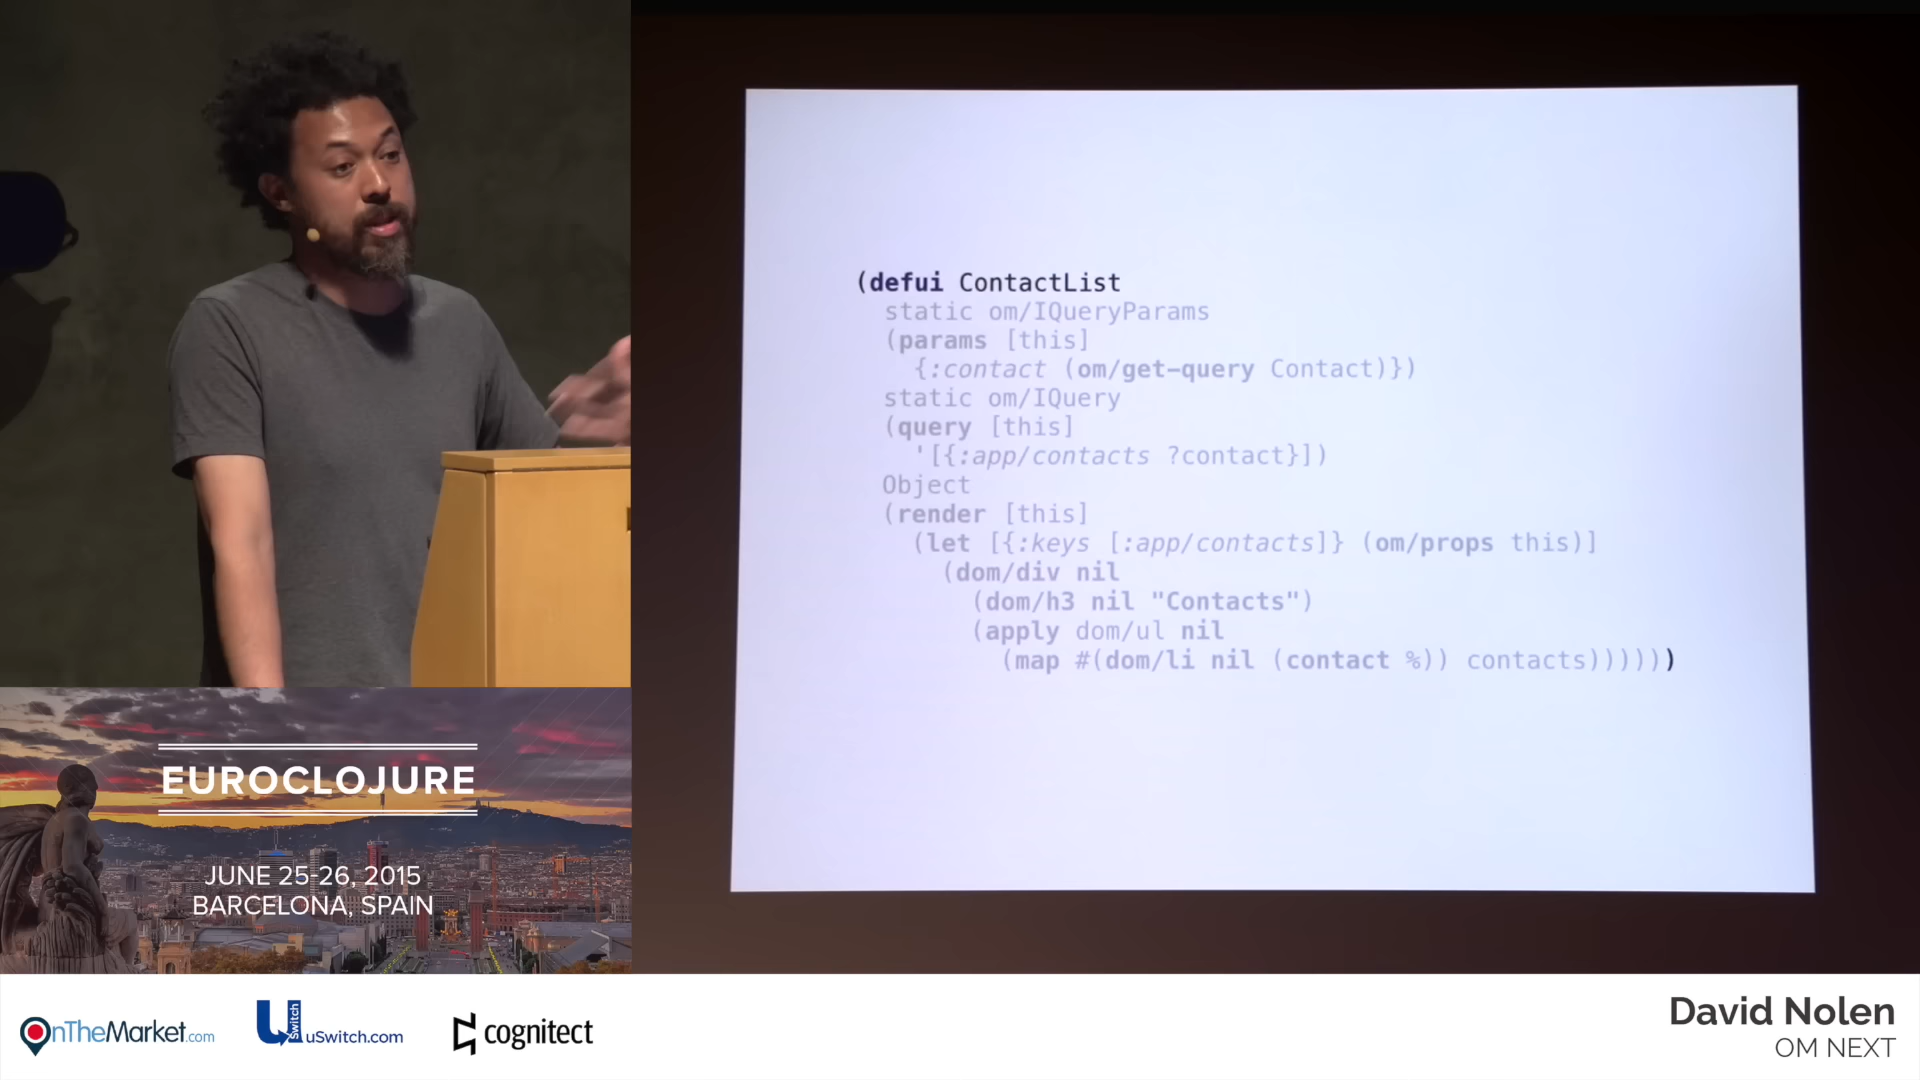 (defui ContactList
static om/IQueryParams
(params [this]
{:contact (om/get-query Contact)})
static om/IQuery
(query [this]
'[{:app/contacts ?contact}])
Object
(render [this]
(let [{:keys [:app/contacts]} (om/props this)]
(dom/div nil
(dom/h3 nil "Contacts")
(apply dom/ul nil
(map #(dom/li nil (contact %)) contacts))))))
EUROCLOJURE
JUNE 25-26, 2015
BARCELONA, SPAIN
OnTheMarket.com
uSwitch
uSwitch.com
cognitect
David Nolen
OM NEXT